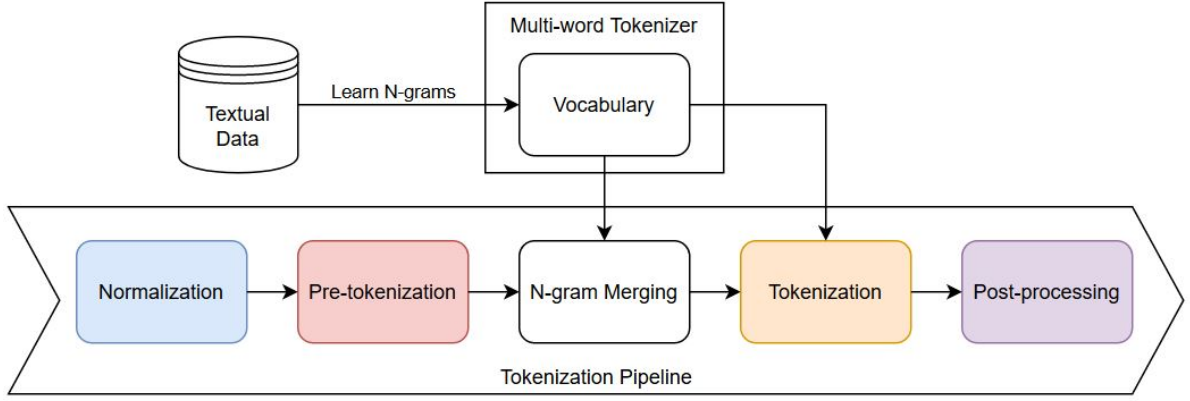 Multi-word Tokenizer
Textual
Data
Learn N-grams
Vocabulary
Normalization
Pre-tokenization
N-gram Merging
Tokenization
Post-processing
Tokenization Pipeline